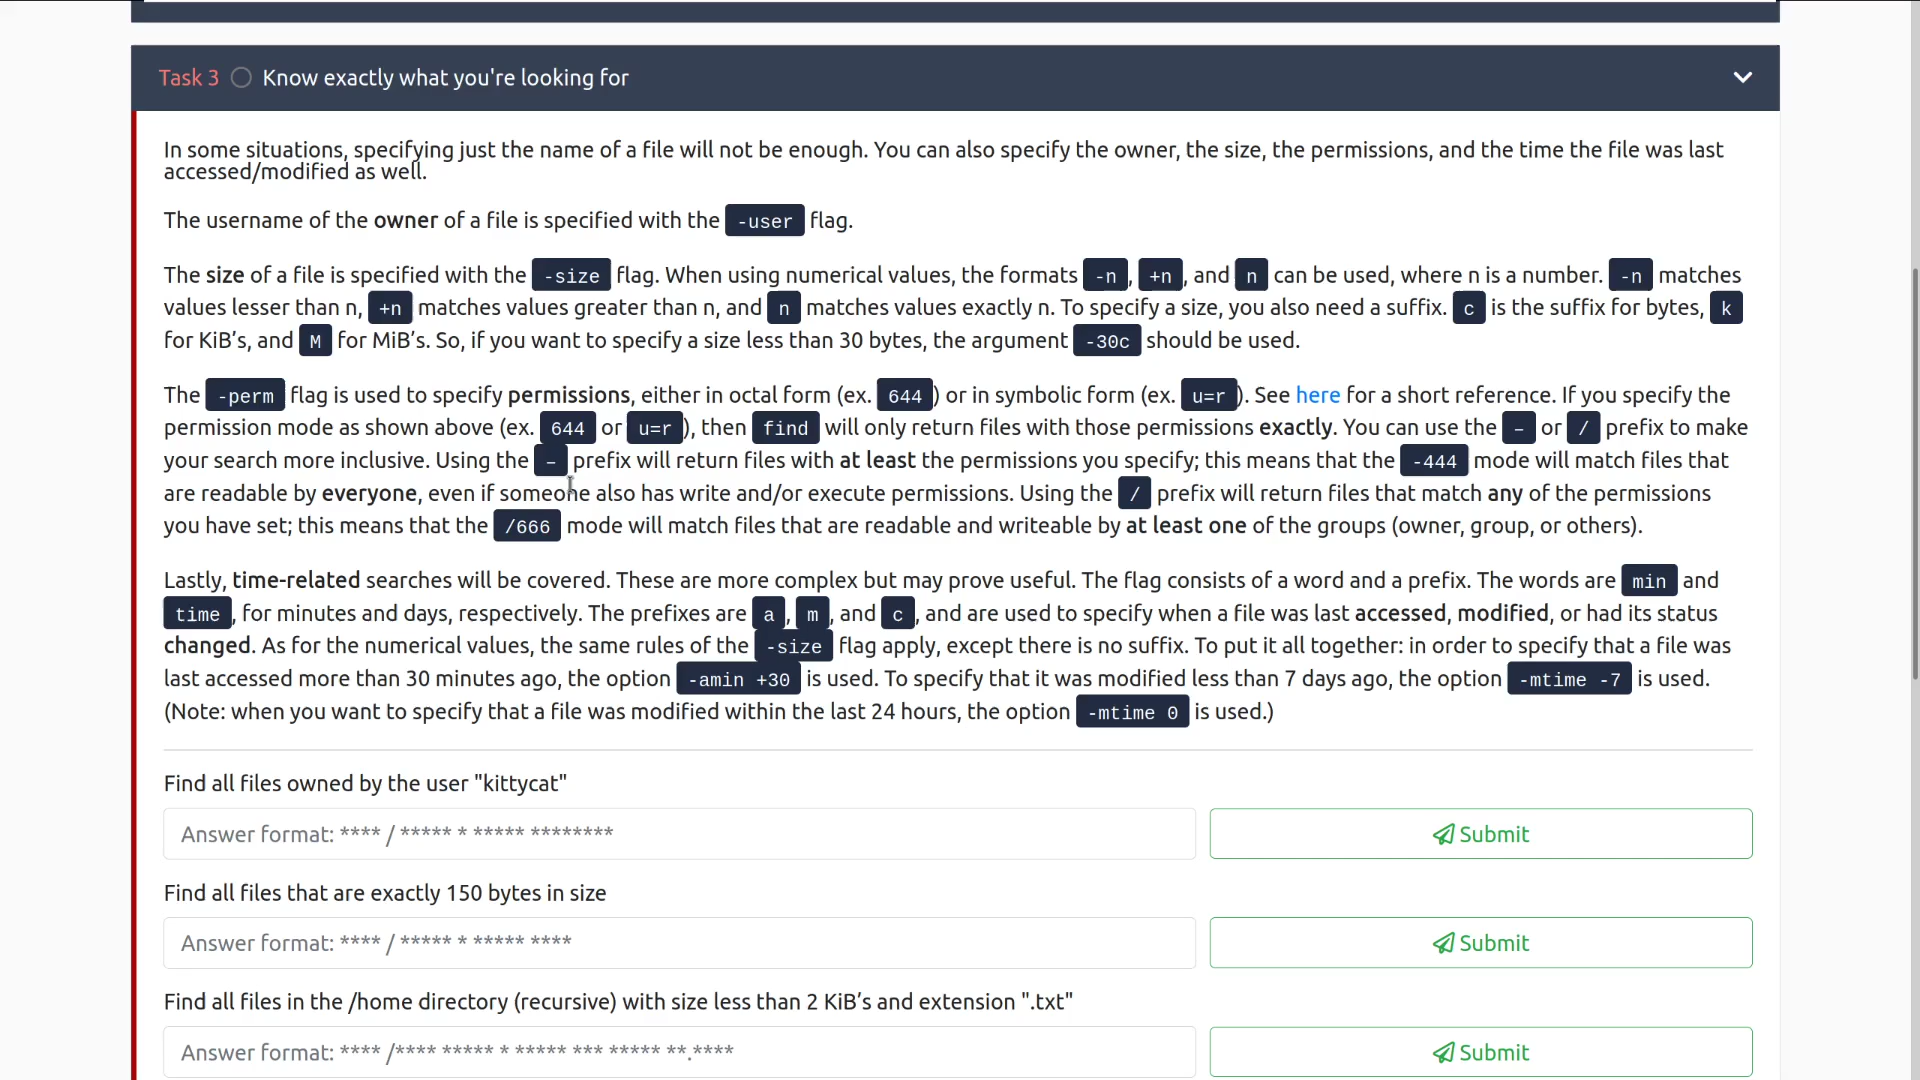 Task 3 Know exactly what you're looking for
In some situations, specifying just the name of a file will not be enough. You can also specify the owner, the size, the permissions, and the time the file was last
accessed/modified as well.
The username of the owner of a file is specified with the -user flag.
The size of a file is specified with the -size flag. When using numerical values, the formats -n, +n, and n can be used, where n is a number. -n matches
values lesser than n, +n matches values greater than n, and n matches values exactly n. To specify a size, you also need a suffix. c is the suffix for bytes, k
for KiB’s, and M for MiB’s. So, if you want to specify a size less than 30 bytes, the argument -30c should be used.
The -perm flag is used to specify permissions, either in octal form (ex. 644) or in symbolic form (ex. u=r). See here for a short reference. If you specify the
permission mode as shown above (ex. 644 or u=r), then find will only return files with those permissions exactly. You can use the – or / prefix to make
your search more inclusive. Using the – prefix will return files with at least the permissions you specify; this means that the -444 mode will match files that
are readable by everyone, even if someone also has write and/or execute permissions. Using the / prefix will return files that match any of the permissions
you have set; this means that the /666 mode will match files that are readable and writeable by at least one of the groups (owner, group, or others).
Lastly, time-related searches will be covered. These are more complex but may prove useful. The flag consists of a word and a prefix. The words are min and
time, for minutes and days, respectively. The prefixes are a, m, and c, and are used to specify when a file was last accessed, modified, or had its status
changed. As for the numerical values, the same rules of the -size flag apply, except there is no suffix. To put it all together: in order to specify that a file was
last accessed more than 30 minutes ago, the option -amin +30 is used. To specify that it was modified less than 7 days ago, the option -mtime -7 is used.
(Note: when you want to specify that a file was modified within the last 24 hours, the option -mtime 0 is used.)
Find all files owned by the user "kittycat"
Answer format: **** / ***** * ***** ******** Submit
Find all files that are exactly 150 bytes in size
Answer format: **** / ***** * ***** **** Submit
Find all files in the /home directory (recursive) with size less than 2 KiB’s and extension ".txt"
Answer format: **** /**** ***** * ***** *** ***** **.**** Submit